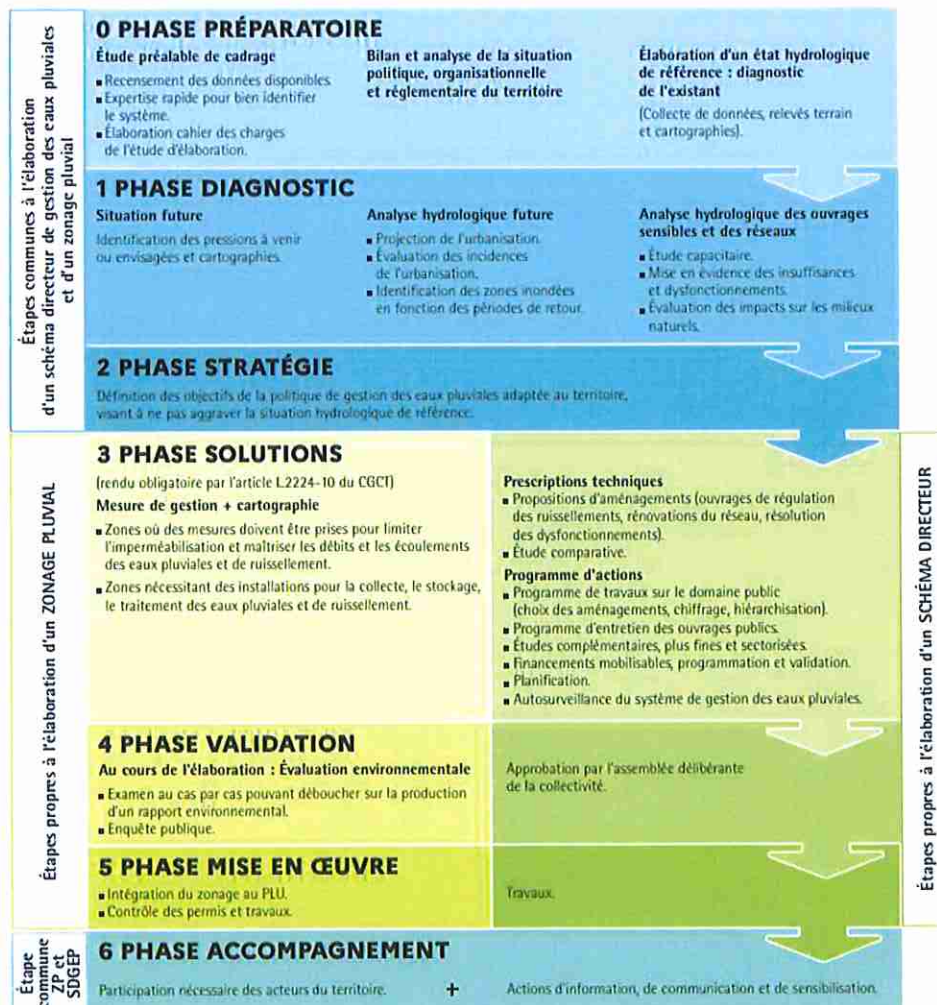 Étapes communes à l'élaboration
d'un schéma directeur de gestion des eaux pluviales
et d'un zonage pluvial
0 PHASE PRÉPARATOIRE
Étude préalable de cadrage
■ Recensement des données disponibles
■ Expertise rapide pour bien identifier
le système.
■ Élaboration cahier des charges
de l'étude d'élaboration.
Bilan et analyse de la situation
politique, organisationnelle
et réglementaire du territoire
Élaboration d'un état hydrologique
de référence : diagnostic
de l'existant
(Collecte de données, relevés terrain
et cartographies).
1 PHASE DIAGNOSTIC
Situation future
Identification des pressions à venir
ou envisagées et cartographies.
Analyse hydrologique future
■ Projection de l'urbanisation.
■ Évaluation des incidences
de l'urbanisation.
■ Identification des zones inondées
en fonction des périodes de retour.
Analyse hydrologique des ouvrages
sensibles et des réseaux
■ Étude capacitaire.
■ Mise en évidence des insuffisances
et dysfonctionnements.
■ Évaluation des impacts sur les milieux
naturels.
2 PHASE STRATÉGIE
Définition des objectifs de la politique de gestion des eaux pluviales adaptée au territoire,
visant à ne pas aggraver la situation hydrologique de référence.
Étapes propres à l'élaboration d'un ZONAGE PLUVIAL
3 PHASE SOLUTIONS
(rendu obligatoire par l'article L2224-10 du CGCT)
Mesure de gestion + cartographie
■ Zones où des mesures doivent être prises pour limiter
l'imperméabilisation et maîtriser les débits et les écoulements
des eaux pluviales et de ruissellement.
■ Zones nécessitant des installations pour la collecte, le stockage,
le traitement des eaux pluviales et de ruissellement.
Prescriptions techniques
■ Propositions d'aménagements (ouvrages de régulation
des ruissellements, rénovations du réseau, résolution
des dysfonctionnements).
■ Étude comparative.
Programme d'actions
■ Programme de travaux sur le domaine public
(choix des aménagements, chiffrage, hiérarchisation).
■ Programme d'entretien des ouvrages publics.
■ Études complémentaires, plus fines et sectorisées.
■ Financements mobilisables, programmation et validation.
■ Planification.
■ Autosurveillance du système de gestion des eaux pluviales.
4 PHASE VALIDATION
Au cours de l'élaboration : Évaluation environnementale
■ Examen au cas par cas pouvant déboucher sur la production
d'un rapport environnemental.
■ Enquête publique.
Approbation par l'assemblée délibérante
de la collectivité.
5 PHASE MISE EN ŒUVRE
■ Intégration du zonage au PLU.
■ Contrôle des permis et travaux.
Travaux.
Étapes propres à l'élaboration d'un SCHÉMA DIRECTEUR
Étape
commune
ZP et
SDGEP
6 PHASE ACCOMPAGNEMENT
Participation nécessaire des acteurs du territoire.
+
Actions d'information, de communication et de sensibilisation.